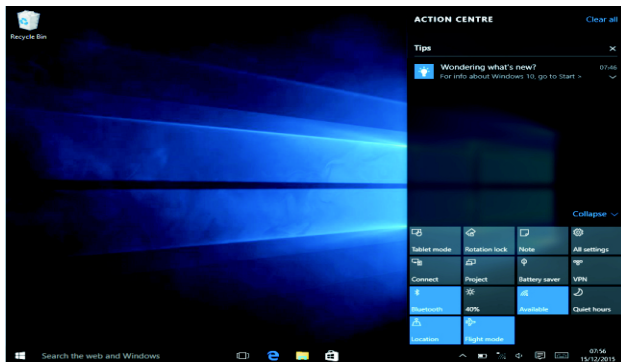 Recycle Bin
ACTION CENTRE
Clear all
Tips
Wondering what's new?
07:46
For info about Windows 10, go to Start >
Collapse
Tablet mode
Rotation lock
Note
All settings
Connect
Project
Battery saver
VPN
Bluetooth
40%
Available
Quiet hours
Location
Flight mode
Search the web and Windows
07:56
15/12/2015